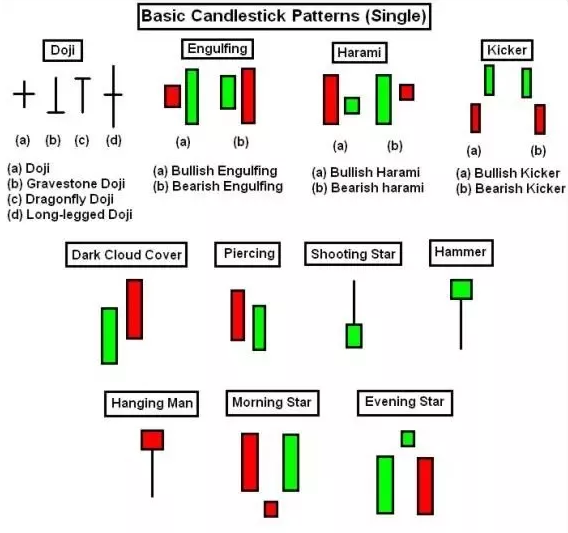 Basic Candlestick Patterns (Single)
Doji
Engulfing
Harami
Kicker
(a) (b) (c) (d)
(a) (b)
(a) (b)
(a) (b)
(a) Doji
(b) Gravestone Doji
(c) Dragonfly Doji
(d) Long-legged Doji
(a) Bullish Engulfing
(b) Bearish Engulfing
(a) Bullish Harami
(b) Bearish harami
(a) Bullish Kicker
(b) Bearish Kicker
Dark Cloud Cover
Piercing
Shooting Star
Hammer
Hanging Man
Morning Star
Evening Star